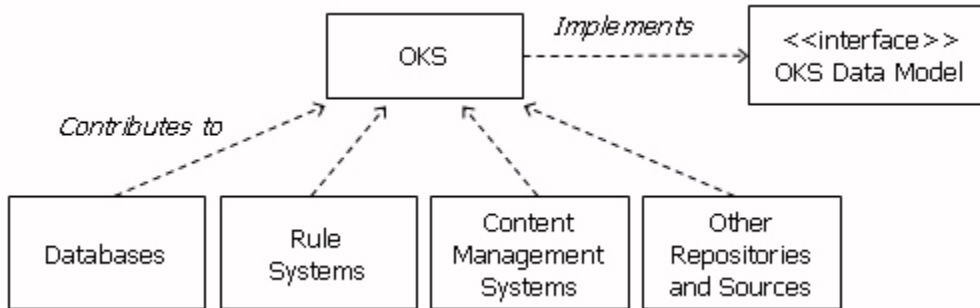 Implements
OKS
<<interface>>
OKS Data Model
Contributes to
Databases
Rule
Systems
Content
Management
Systems
Other
Repositories
and Sources